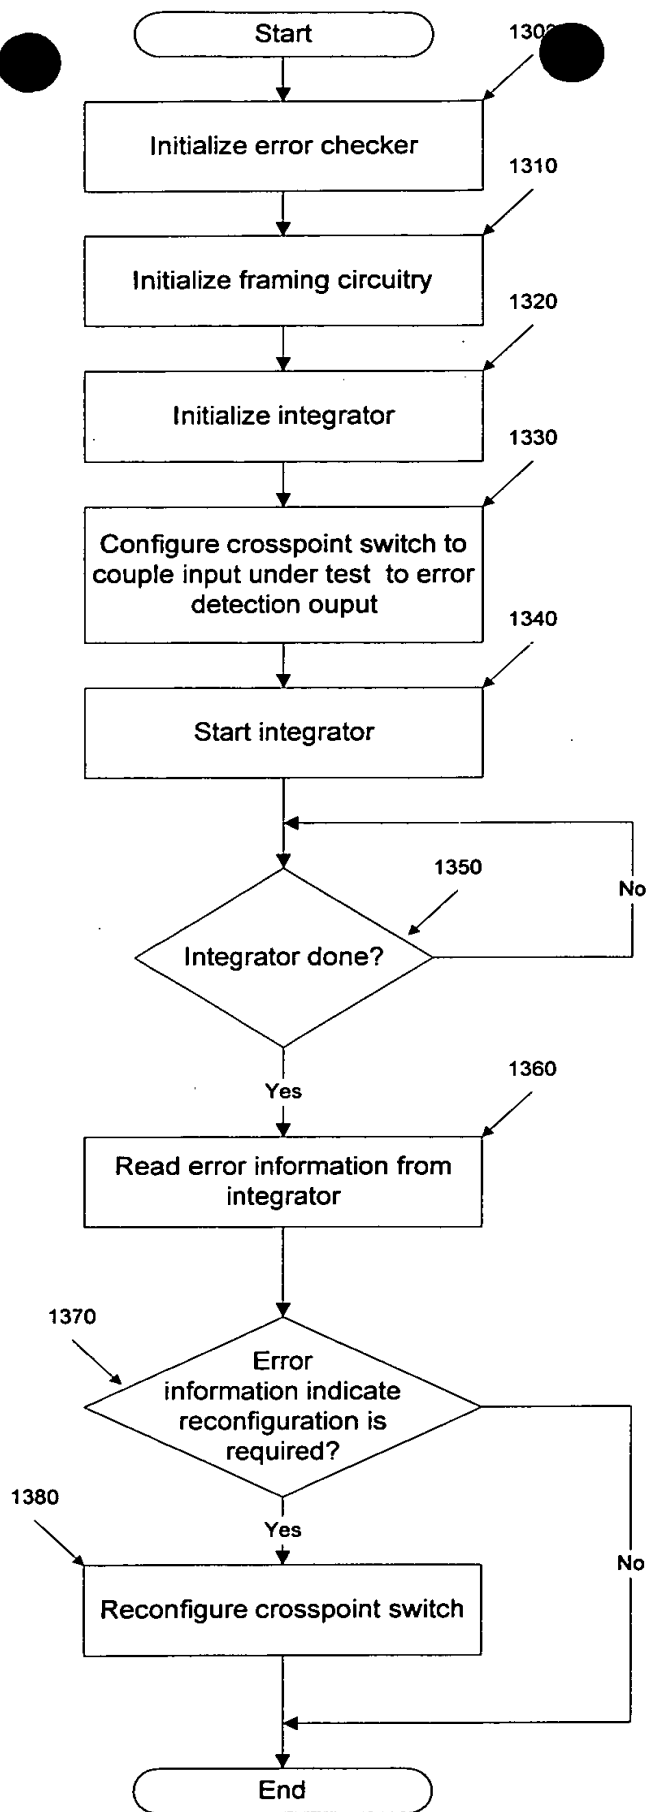 Start
Initialize error checker
1310
Initialize framing circuitry
1320
Initialize integrator
1330
Configure crosspoint switch to
couple input under test to error
detection ouput
1340
Start integrator
1350
No
Integrator done?
Yes
1360
Read error information from
integrator
1370
Error
information indicate
reconfiguration is
required?
1380
Yes
No
Reconfigure crosspoint switch
End